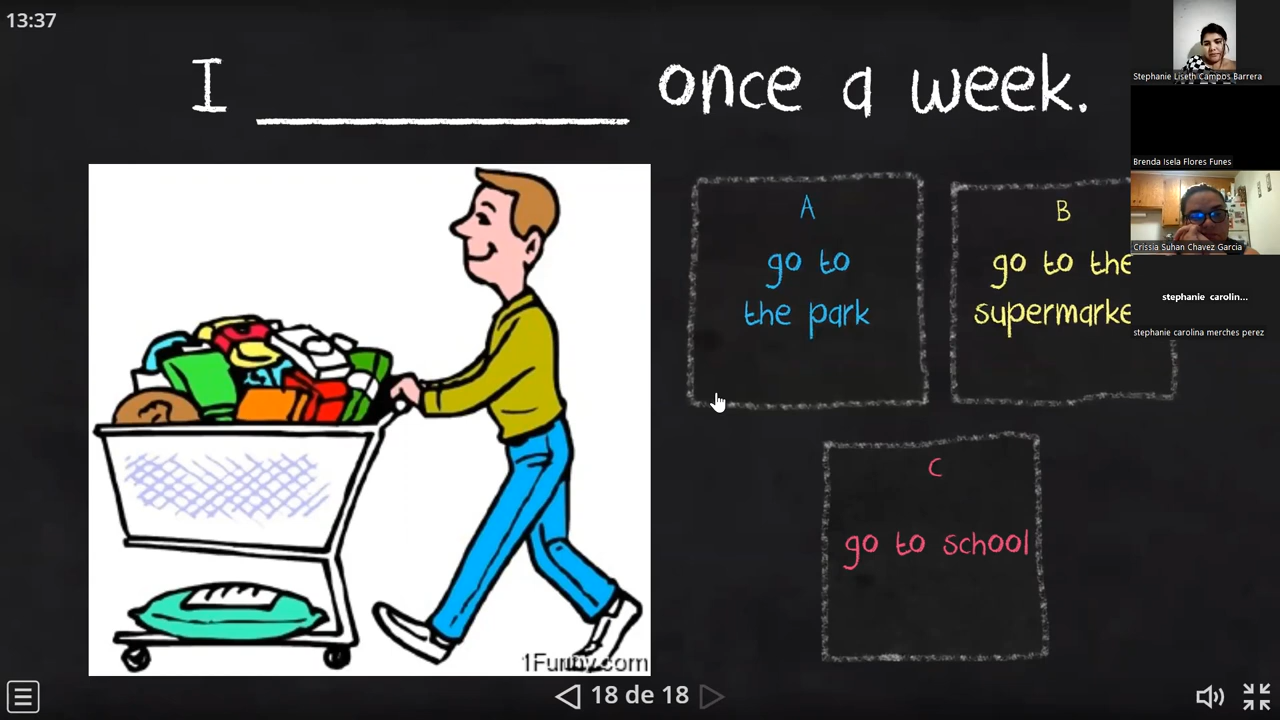 13:37
I ____________ once a week.
A
go to
the park
B
go to the
supermarke
C
go to school
1Funny.com
18 de 18
Stephanie Liseth Campos Barrera
Brenda Isela Flores Funes
Crissia Suhan Chavez Garcia
stephanie carolin...
stephanie carolina merches perez